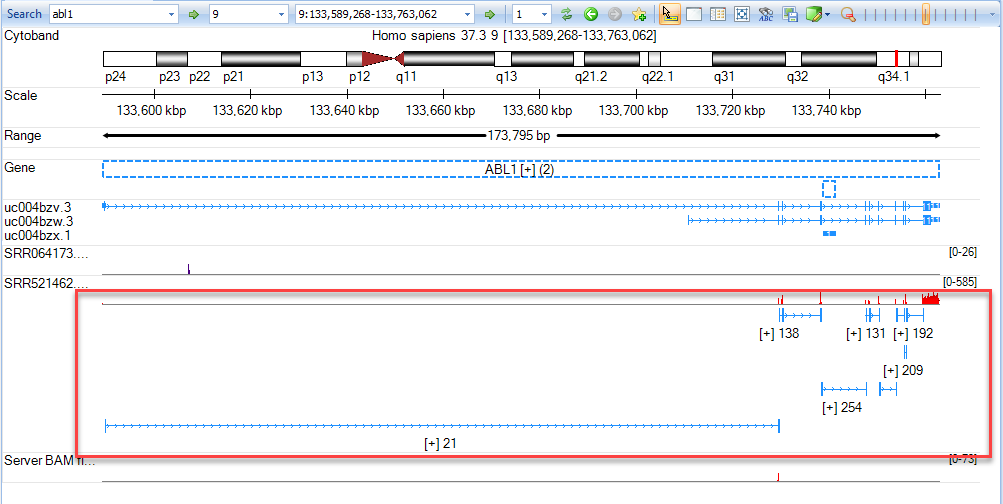 Search abl1 9 9:133,589,268-133,763,062 1 ABC
Cytoband Homo sapiens 37.3 9 [133,589,268-133,763,062]
p24 p23 p22 p21 p13 p12 q11 q13 q21.2 q22.1 q31 q32 q34.1
Scale
133,600 kbp 133,620 kbp 133,640 kbp 133,660 kbp 133,680 kbp 133,700 kbp 133,720 kbp 133,740 kbp
Range 173,795 bp
Gene ABL1 [+] (2)
uc004bzv.3
uc004bzw.3
uc004bzx.1
SRR064173.... [0-26]
SRR521462.... [0-585]
[+] 138 [+] 131 [+] 192
[+] 209
[+] 254
[+] 21
Server BAM fi... [0-73]